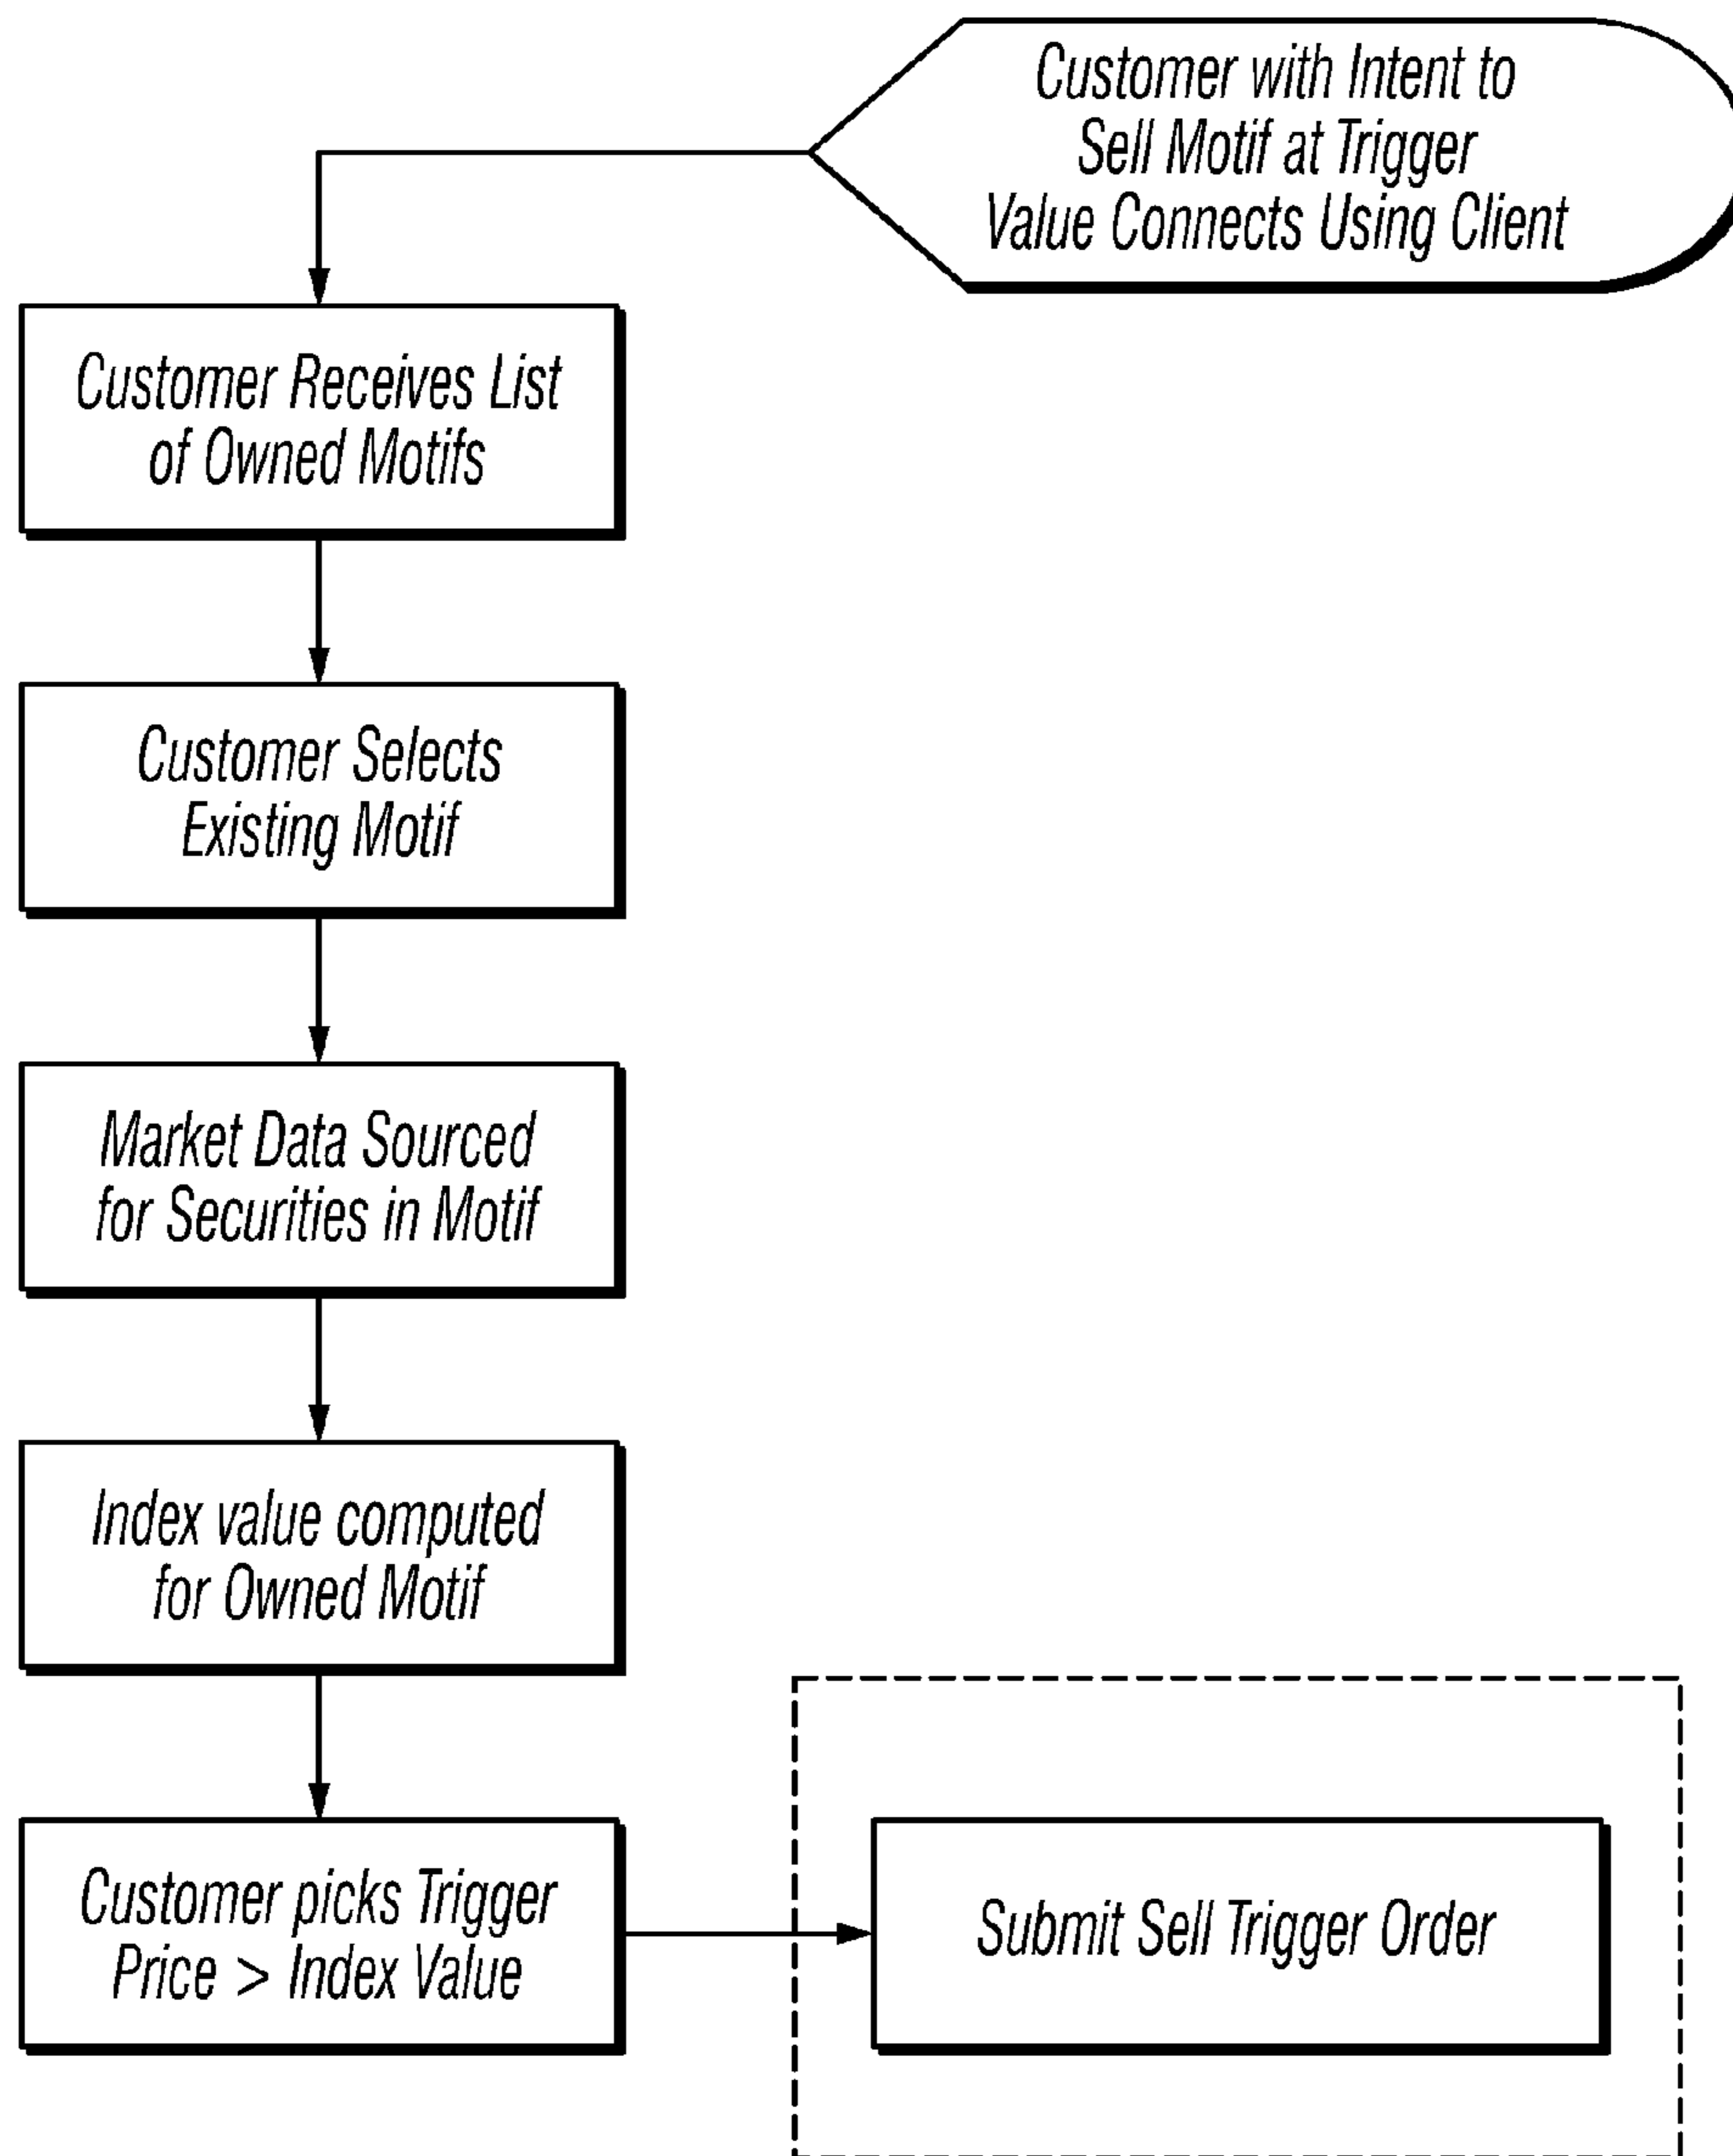 Customer with Intent to
Sell Motif at Trigger
Value Connects Using Client
Customer Receives List
of Owned Motifs
Customer Selects
Existing Motif
Market Data Sourced
for Securities in Motif
Index value computed
for Owned Motif
Customer picks Trigger
Price > Index Value
Submit Sell Trigger Order